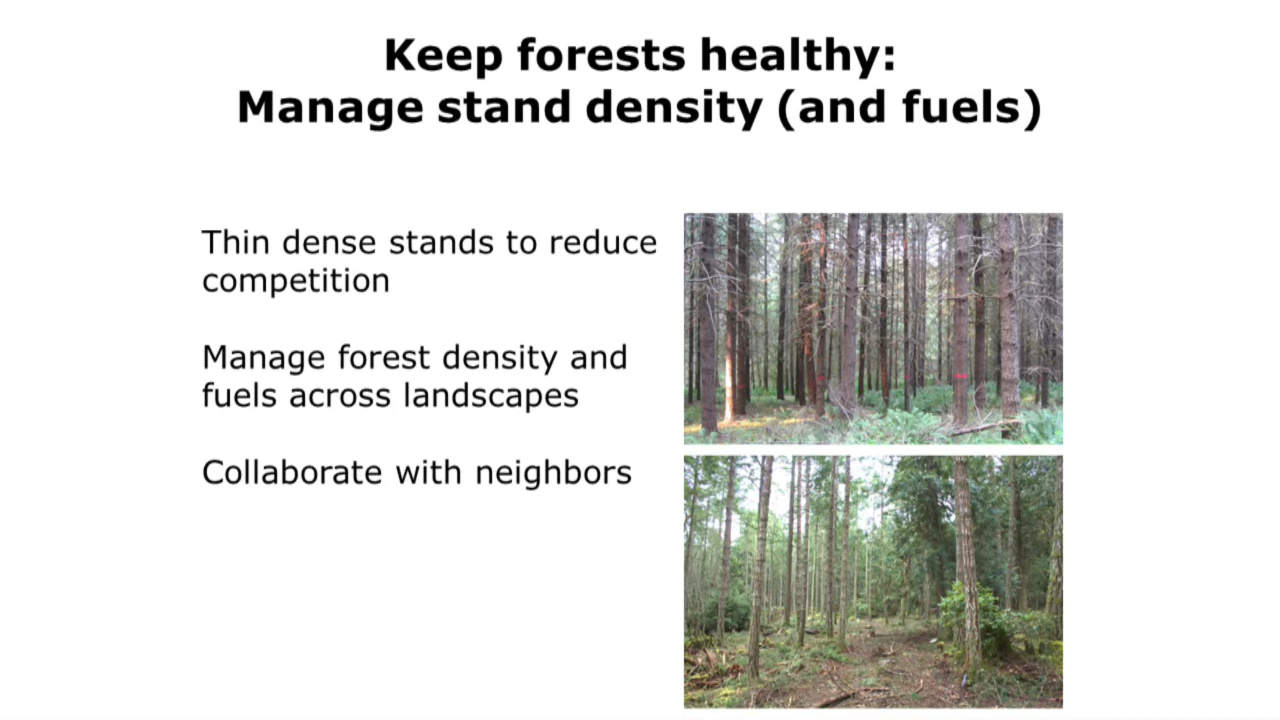 Keep forests healthy:
Manage stand density (and fuels)
Thin dense stands to reduce
competition
Manage forest density and
fuels across landscapes
Collaborate with neighbors